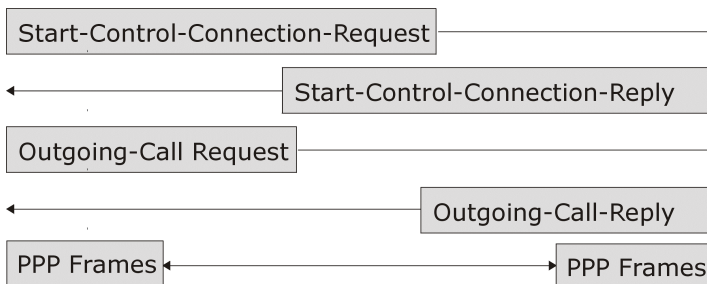 Start-Control-Connection-Request
Start-Control-Connection-Reply
Outgoing-Call Request
Outgoing-Call-Reply
PPP Frames
PPP Frames